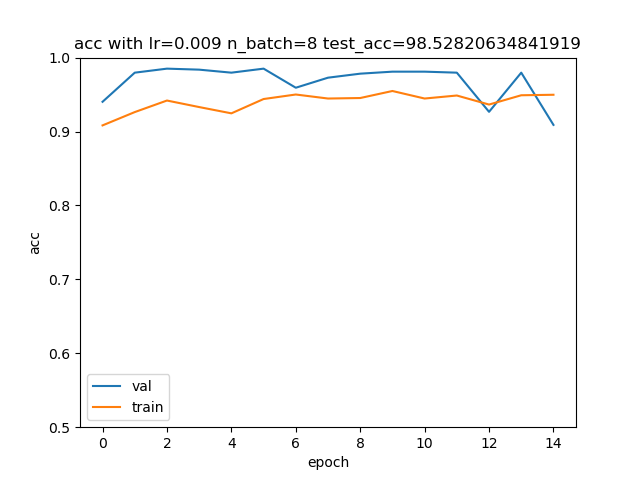 acc with lr=0.009 n_batch=8 test_acc=98.52820634841919
1.0
0.9
0.8
0.7
0.6
0.5
acc
val
train
0 2 4 6 8 10 12 14
epoch